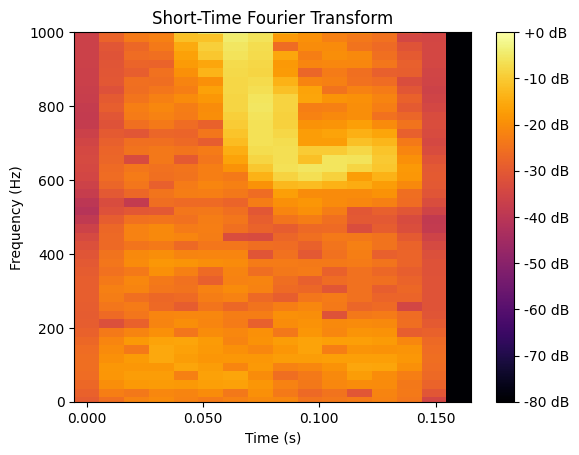 Short-Time Fourier Transform
Frequency (Hz)
1000
800
600
400
200
0
0.000
0.050
0.100
0.150
Time (s)
+0 dB
-10 dB
-20 dB
-30 dB
-40 dB
-50 dB
-60 dB
-70 dB
-80 dB